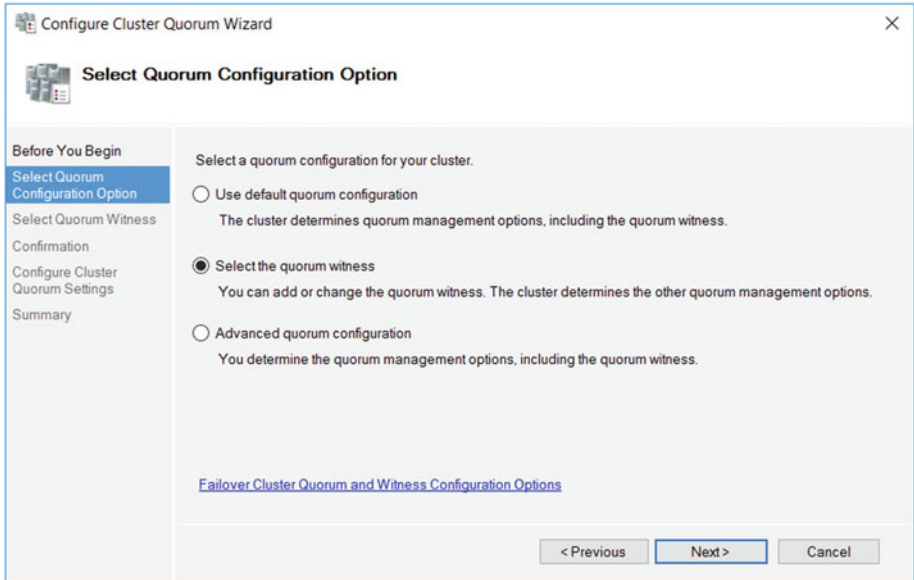 Configure Cluster Quorum Wizard
Select Quorum Configuration Option
Before You Begin
Select Quorum
Configuration Option
Select Quorum Witness
Confirmation
Configure Cluster
Quorum Settings
Summary
Select a quorum configuration for your cluster.
Use default quorum configuration
The cluster determines quorum management options, including the quorum witness.
Select the quorum witness
You can add or change the quorum witness. The cluster determines the other quorum management options.
Advanced quorum configuration
You determine the quorum management options, including the quorum witness.
Failover Cluster Quorum and Witness Configuration Options
< Previous
Next >
Cancel